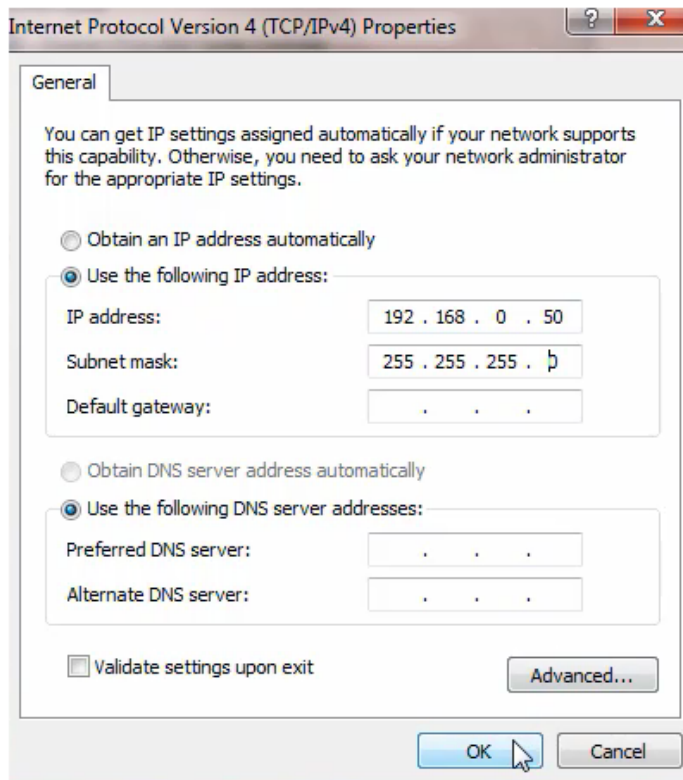 Internet Protocol Version 4 (TCP/IPv4) Properties
?
X
General
You can get IP settings assigned automatically if your network supports
this capability. Otherwise, you need to ask your network administrator
for the appropriate IP settings.
Obtain an IP address automatically
Use the following IP address:
IP address: 192 . 168 . 0 . 50
Subnet mask: 255 . 255 . 255 . 0
Default gateway: . . .
Obtain DNS server address automatically
Use the following DNS server addresses:
Preferred DNS server: . . .
Alternate DNS server: . . .
Validate settings upon exit
Advanced...
OK
Cancel